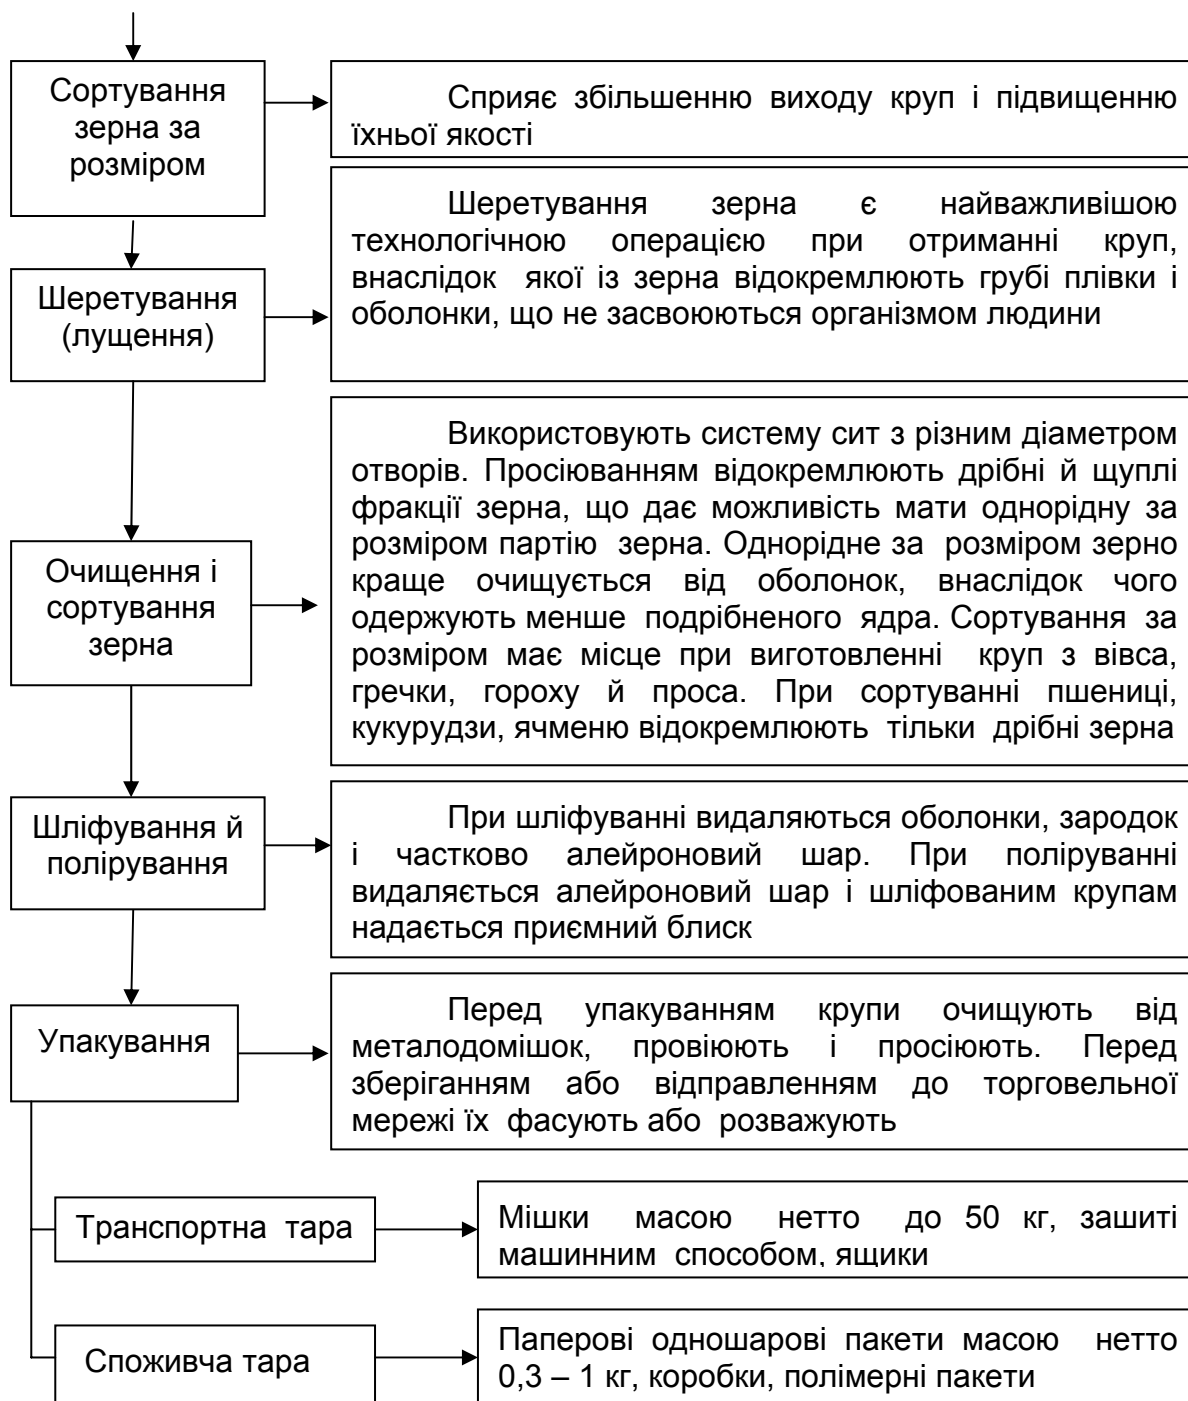 Сортування
зерна за
розміром
Сприяє збільшенню виходу круп і підвищенню
їхньої якості
Шеретування
(лущення)
Шеретування зерна є найважливішою
технологічною операцією при отриманні круп,
внаслідок якої із зерна відокремлюють грубі плівки і
оболонки, що не засвоюються організмом людини
Очищення і
сортування
зерна
Використовують систему сит з різним діаметром
отворів. Просіюванням відокремлюють дрібні й щуплі
фракції зерна, що дає можливість мати однорідну за
розміром партію зерна. Однорідне за розміром зерно
краще очищується від оболонок, внаслідок чого
одержують менше подрібненого ядра. Сортування за
розміром має місце при виготовленні круп з вівса,
гречки, гороху й проса. При сортуванні пшениці,
кукурудзи, ячменю відокремлюють тільки дрібні зерна
Шліфування й
полірування
При шліфуванні видаляються оболонки, зародок
і частково алейроновий шар. При поліруванні
видаляється алейроновий шар і шліфованим крупам
надається приємний блиск
Упакування
Перед упакуванням крупи очищують від
металодомішок, провіюють і просіюють. Перед
зберіганням або відправленням до торговельної
мережі їх фасують або розважують
Транспортна тара
Мішки масою нетто до 50 кг, зашиті
машинним способом, ящики
Споживча тара
Паперові одношарові пакети масою нетто
0,3 – 1 кг, коробки, полімерні пакети